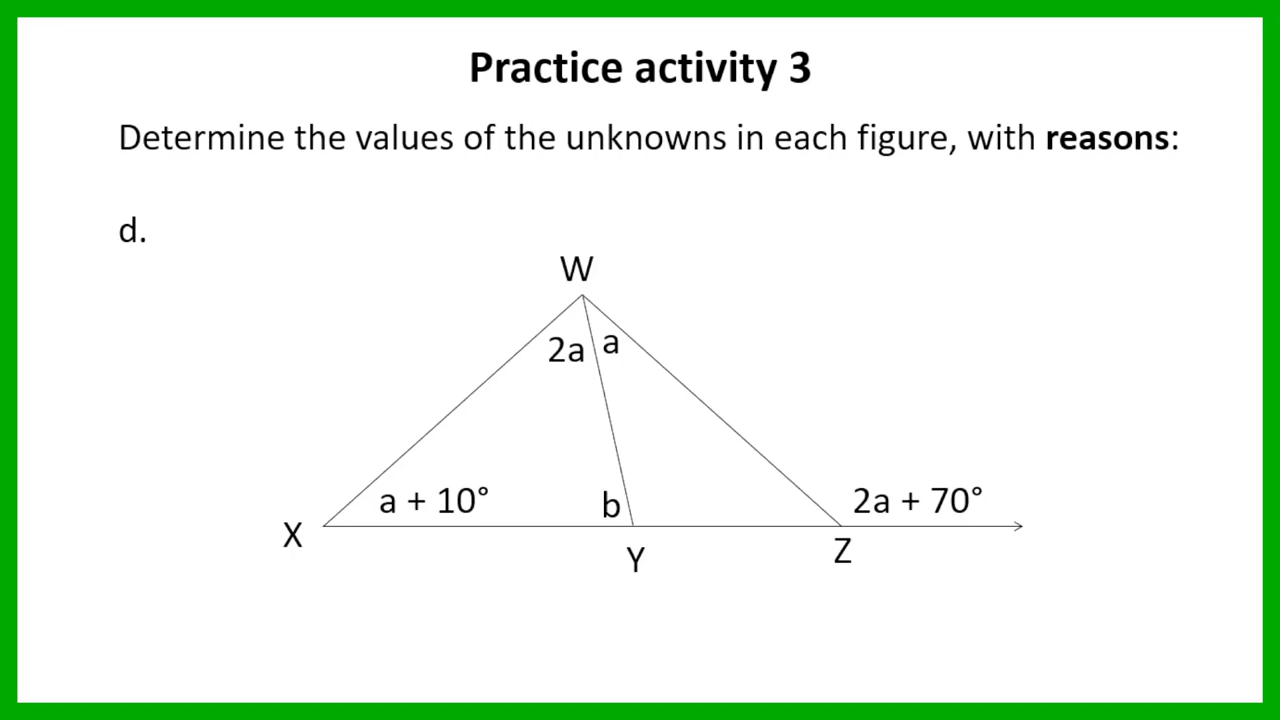 Practice activity 3
Determine the values of the unknowns in each figure, with reasons:
d.
W
2a a
a + 10° b 2a + 70°
X Y Z